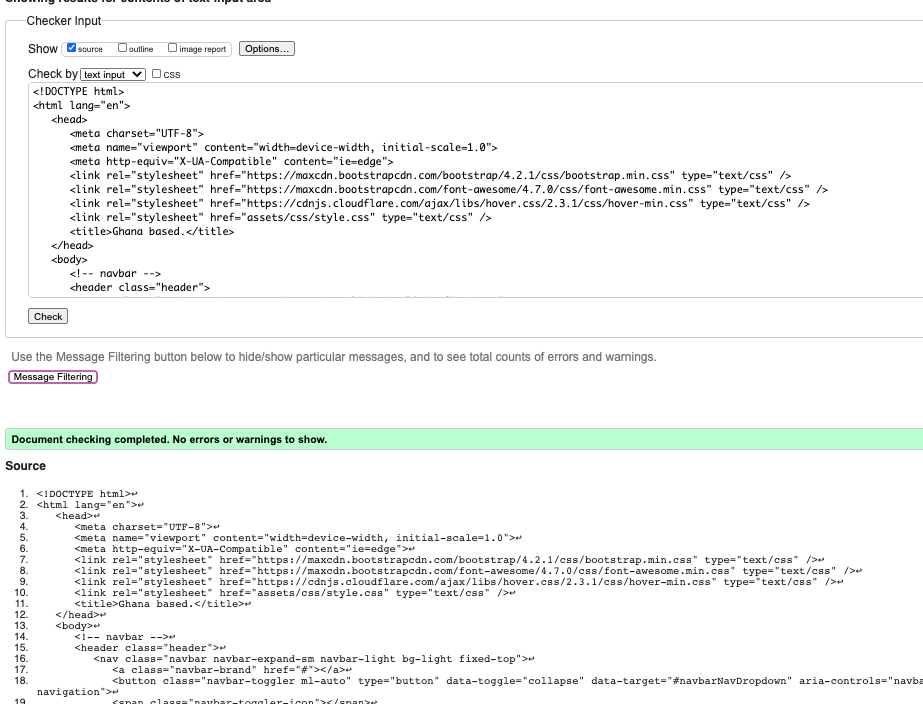 Showing results for contents of text-input area
Checker Input
Show source outline image report Options...
Check by text input css
<!DOCTYPE html>
<html lang="en">
<head>
<meta charset="UTF-8">
<meta name="viewport" content="width=device-width, initial-scale=1.0">
<meta http-equiv="X-UA-Compatible" content="ie=edge">
<link rel="stylesheet" href="https://maxcdn.bootstrapcdn.com/bootstrap/4.2.1/css/bootstrap.min.css" type="text/css" />
<link rel="stylesheet" href="https://maxcdn.bootstrapcdn.com/font-awesome/4.7.0/css/font-awesome.min.css" type="text/css" />
<link rel="stylesheet" href="https://cdnjs.cloudflare.com/ajax/libs/hover.css/2.3.1/css/hover-min.css" type="text/css" />
<link rel="stylesheet" href="assets/css/style.css" type="text/css" />
<title>Ghana based.</title>
</head>
<body>
<!-- navbar -->
<header class="header">
Check
Use the Message Filtering button below to hide/show particular messages, and to see total counts of errors and warnings.
Message Filtering
Document checking completed. No errors or warnings to show.
Source
1. <!DOCTYPE html>↩
2. <html lang="en">↩
3. <head>↩
4. <meta charset="UTF-8">↩
5. <meta name="viewport" content="width=device-width, initial-scale=1.0">↩
6. <meta http-equiv="X-UA-Compatible" content="ie=edge">↩
7. <link rel="stylesheet" href="https://maxcdn.bootstrapcdn.com/bootstrap/4.2.1/css/bootstrap.min.css" type="text/css" />↩
8. <link rel="stylesheet" href="https://maxcdn.bootstrapcdn.com/font-awesome/4.7.0/css/font-awesome.min.css" type="text/css" />↩
9. <link rel="stylesheet" href="https://cdnjs.cloudflare.com/ajax/libs/hover.css/2.3.1/css/hover-min.css" type="text/css" />↩
10. <link rel="stylesheet" href="assets/css/style.css" type="text/css" />↩
11. <title>Ghana based.</title>↩
12. </head>↩
13. <body>↩
14. <!-- navbar -->↩
15. <header class="header">↩
16. <nav class="navbar navbar-expand-sm navbar-light bg-light fixed-top">↩
17. <a class="navbar-brand" href="#"></a>↩
18. <button class="navbar-toggler ml-auto" type="button" data-toggle="collapse" data-target="#navbarNavDropdown" aria-controls="navba
navigation">↩
19. <span class="navbar-toggler-icon"></span>↩